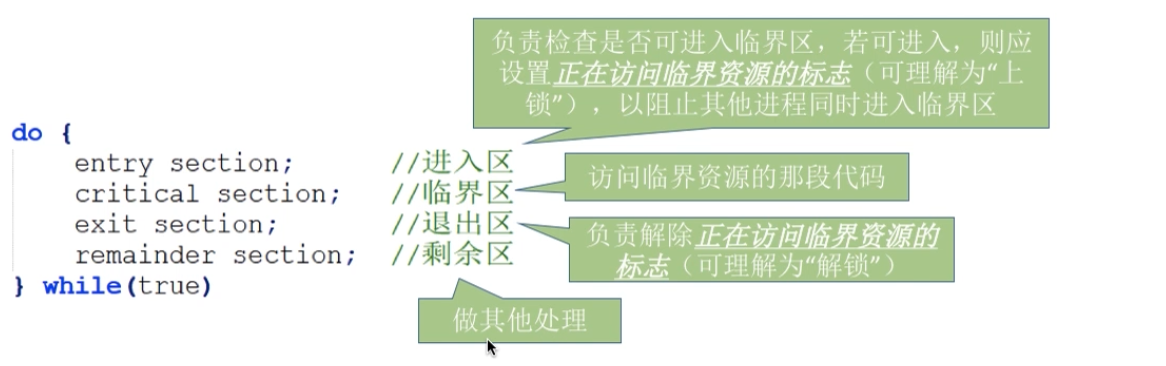 负责检查是否可进入临界区，若可进入，则应
设置正在访问临界资源的标志（可理解为“上
锁”），以阻止其他进程同时进入临界区
do {
entry section; //进入区
critical section; //临界区
exit section; //退出区
remainder section; //剩余区
} while(true)
访问临界资源的那段代码
负责解除正在访问临界资源的
标志（可理解为“解锁”）
做其他处理